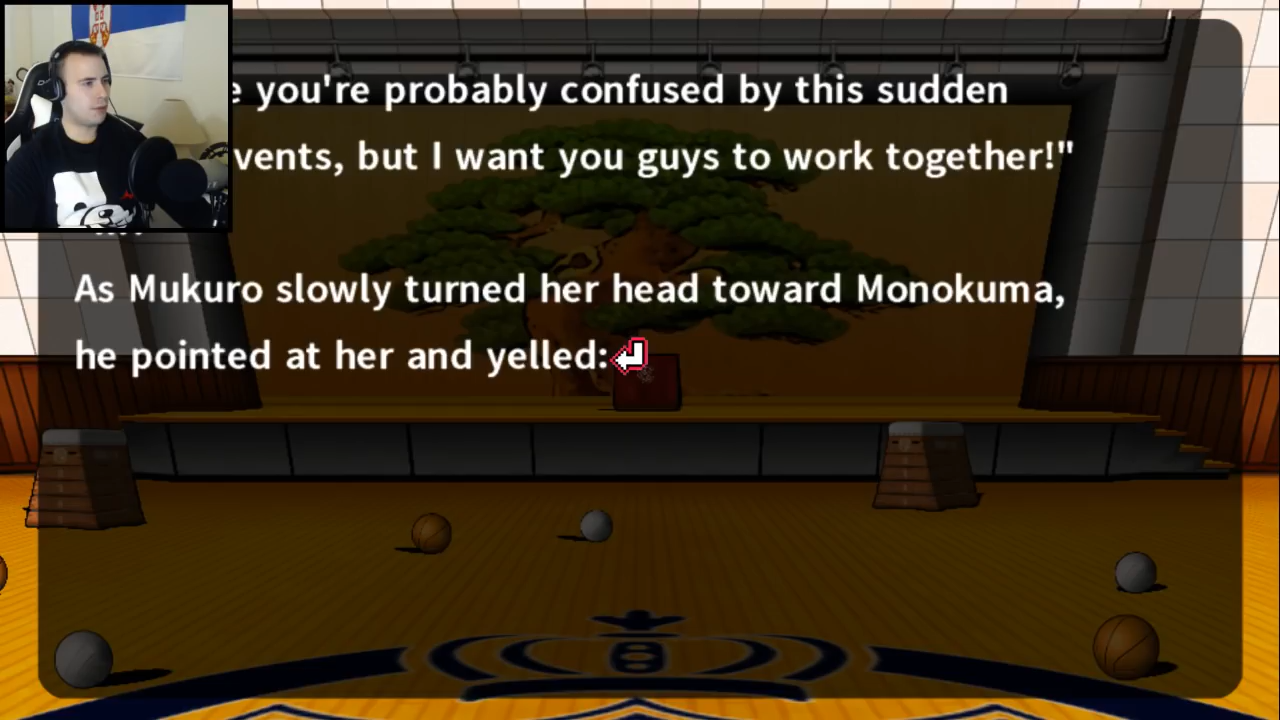 you're probably confused by this sudden
vents, but I want you guys to work together!"
As Mukuro slowly turned her head toward Monokuma,
he pointed at her and yelled: